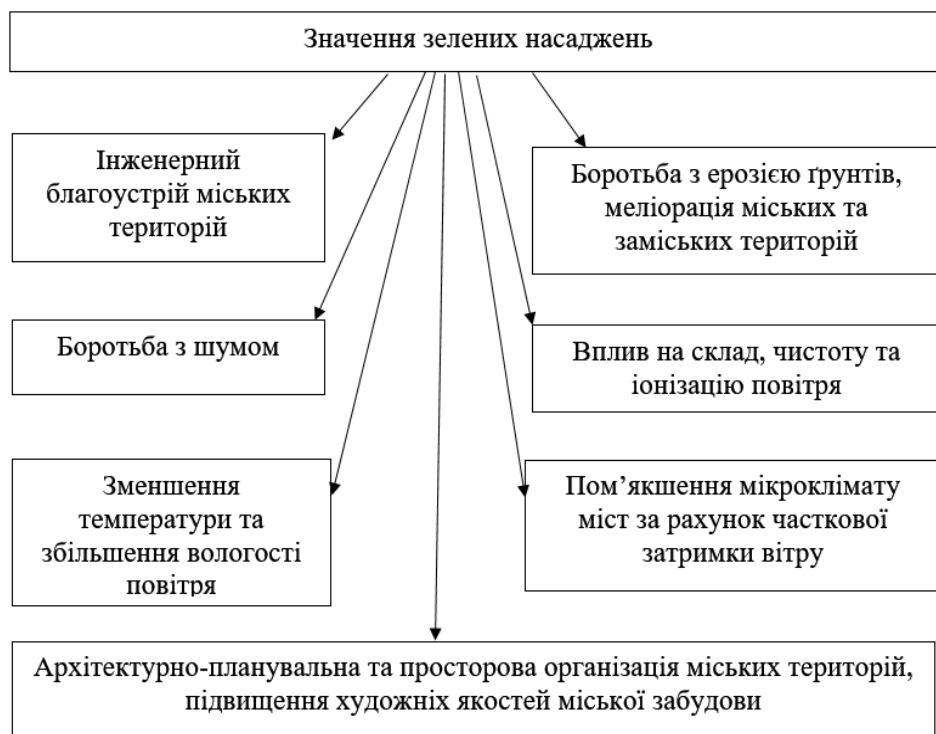 Значення зелених насаджень
Інженерний
благоустрій міських
територій
Боротьба з ерозією ґрунтів,
меліорація міських та
заміських територій
Боротьба з шумом
Вплив на склад, чистоту та
іонізацію повітря
Зменшення
температури та
збільшення вологості
повітря
Пом’якшення мікроклімату
міст за рахунок часткової
затримки вітру
Архітектурно-планувальна та просторова організація міських територій,
підвищення художніх якостей міської забудови